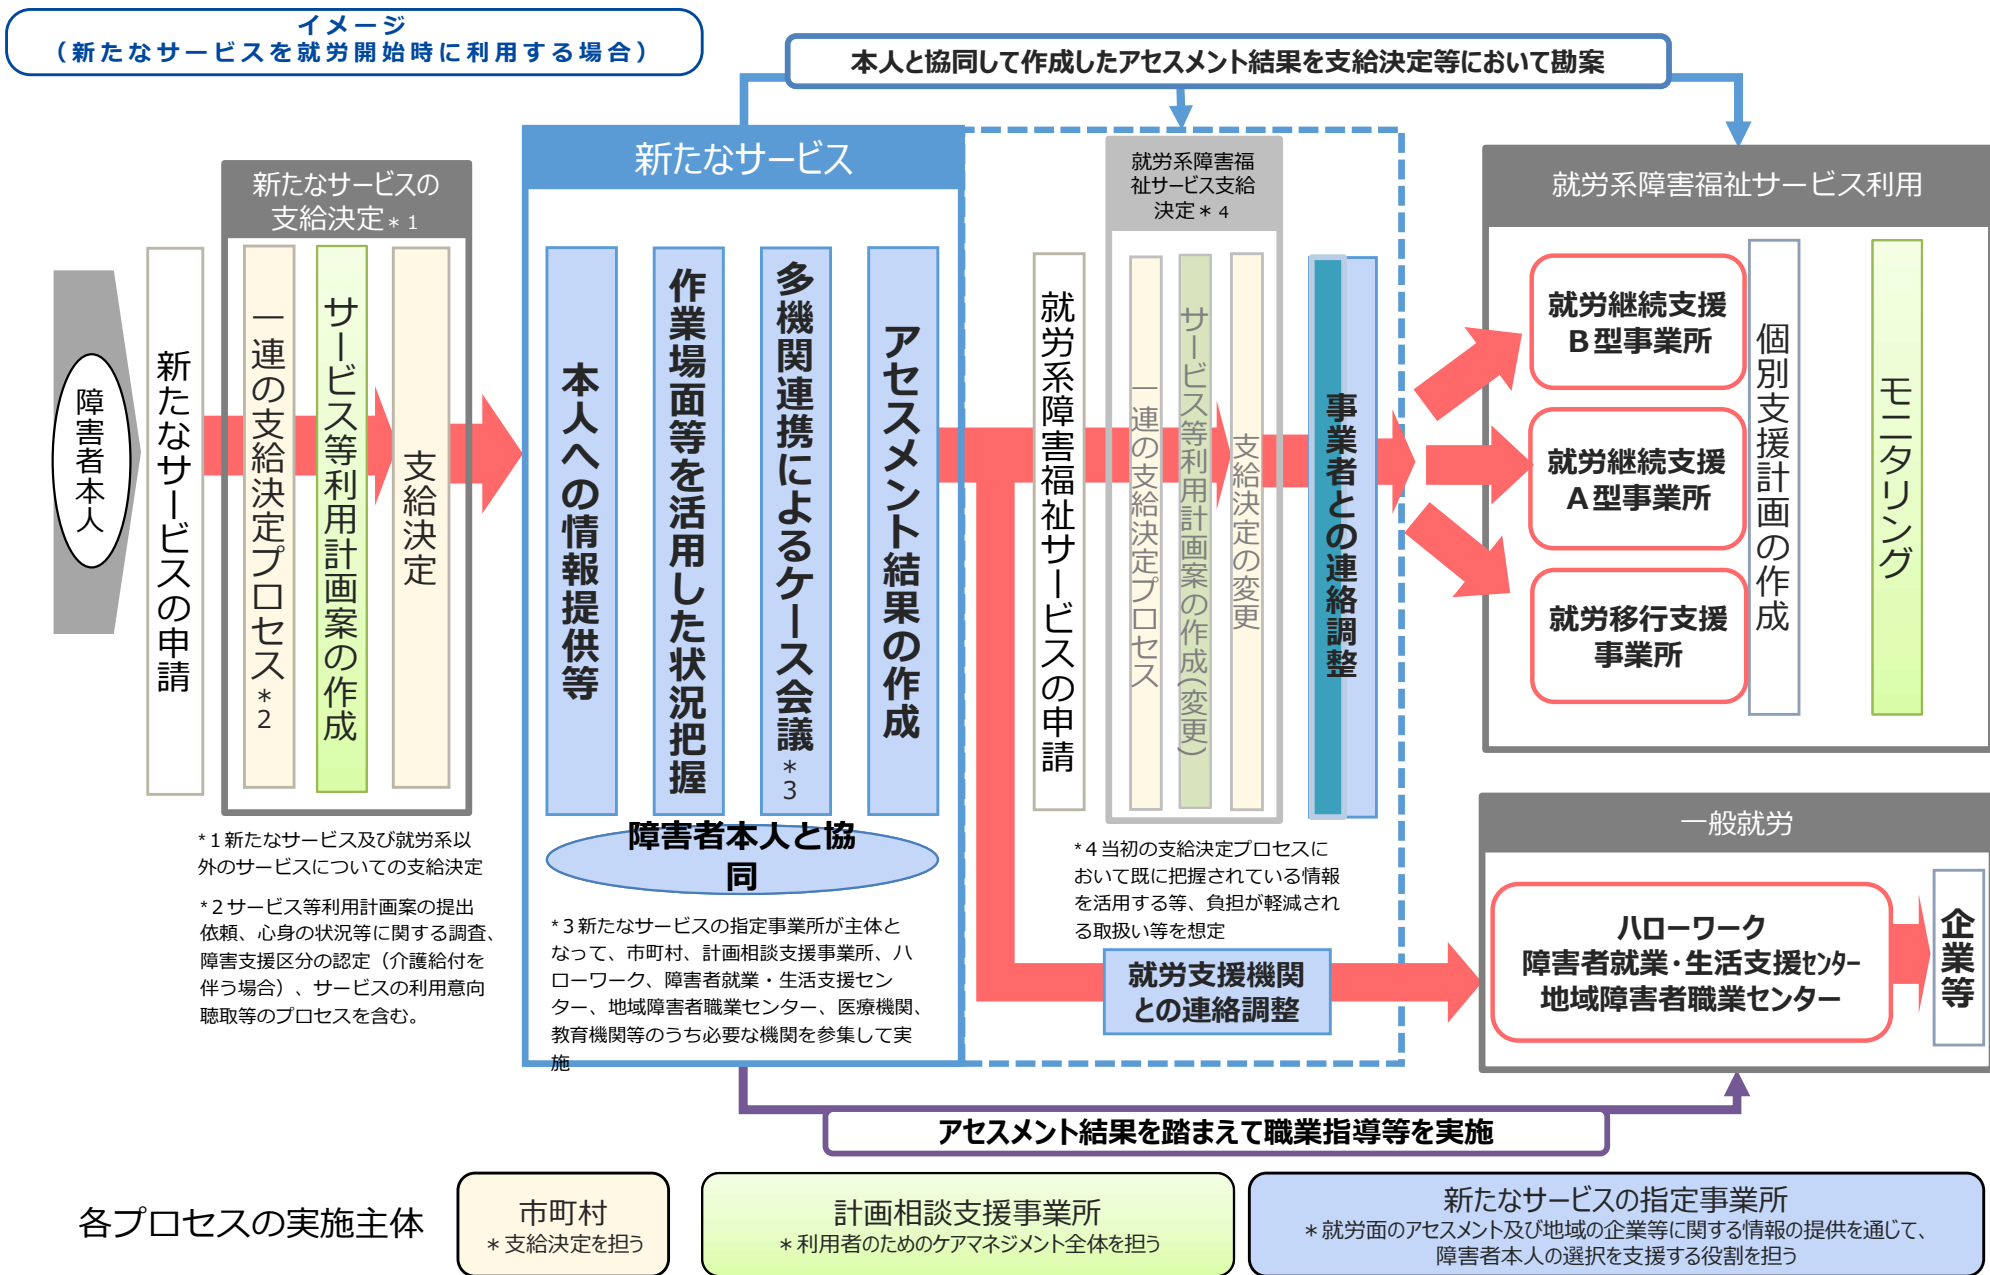 イメージ
（新たなサービスを就労開始時に利用する場合）
本人と協同して作成したアセスメント結果を支給決定等において勘案
障害者本人
新たなサービスの申請
新たなサービスの
支給決定＊1
一連の支給決定プロセス＊2
サービス等利用計画案の作成
支給決定
*1新たなサービス及び就労系以
外のサービスについての支給決定
*2サービス等利用計画案の提出
依頼、心身の状況等に関する調査、
障害支援区分の認定（介護給付を
伴う場合）、サービスの利用意向
聴取等のプロセスを含む。
新たなサービス
本人への情報提供等
作業場面等を活用した状況把握
多機関連携によるケース会議＊3
アセスメント結果の作成
障害者本人と協
同
*3新たなサービスの指定事業所が主体と
なって、市町村、計画相談支援事業所、ハ
ローワーク、障害者就業・生活支援セン
ター、地域障害者職業センター、医療機関、
教育機関等のうち必要な機関を参集して実
施
就労系障害福祉サービスの申請
就労系障害福
祉サービス支給
決定＊4
一連の支給決定プロセス
サービス等利用計画案の作成(変更)
支給決定の変更
事業者との連絡調整
*4当初の支給決定プロセスに
おいて既に把握されている情報
を活用する等、負担が軽減され
る取扱い等を想定
就労支援機関
との連絡調整
就労系障害福祉サービス利用
就労継続支援
B型事業所
就労継続支援
A型事業所
就労移行支援
事業所
個別支援計画の作成
モニタリング
一般就労
ハローワーク
障害者就業・生活支援センター
地域障害者職業センター
企業等
アセスメント結果を踏まえて職業指導等を実施
各プロセスの実施主体
市町村
＊支給決定を担う
計画相談支援事業所
＊利用者のためのケアマネジメント全体を担う
新たなサービスの指定事業所
＊就労面のアセスメント及び地域の企業等に関する情報の提供を通じて、
障害者本人の選択を支援する役割を担う